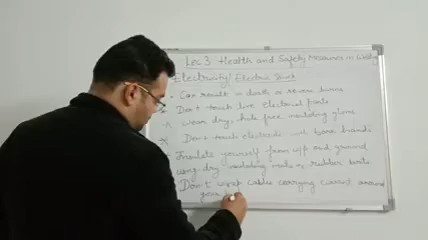 Lec 3 Health and Safety Measures in
Electricity/Electric Shock
Can result in death or severe burns
Don't touch live electrical parts
wear dry, hole free insulating gloves
Don't touch electrode with bare hands
Insulate yourself from w/p and ground
using dry insulating mats or rubber boots
Don't wrap cables carrying current around
your